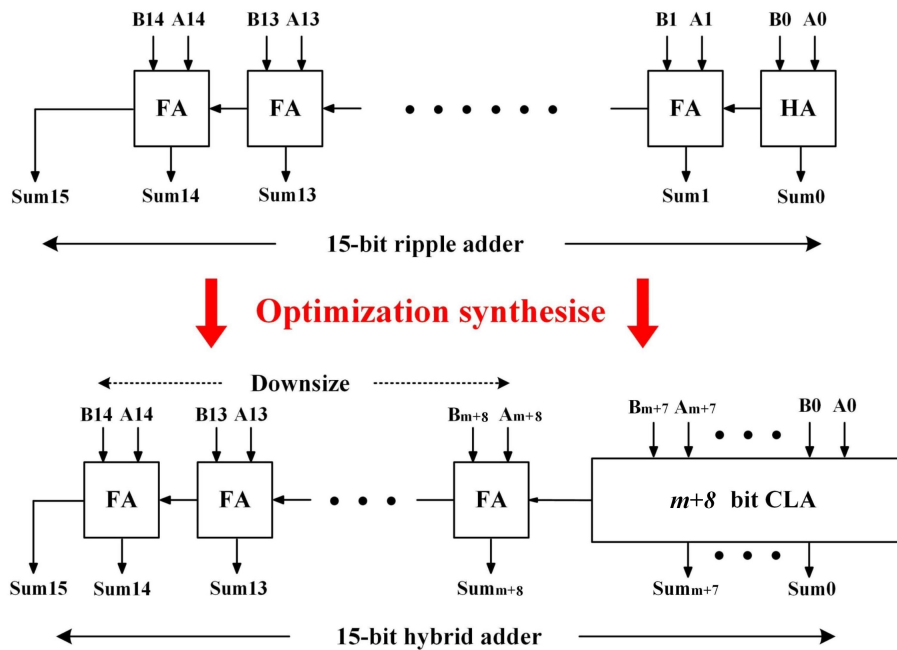 B14 A13 B13 A13 B1 A1 B0 A0
FA FA FA HA
Sum15 Sum14 Sum13 Sum1 Sum0
15-bit ripple adder
Optimization synthesise
Downsize
B14 A14 B13 A13 Bm+8 Am+8 Bm+7 Am+7 B0 A0
FA FA FA m+8 bit CLA
Sum15 Sum14 Sum13 Summ+8 Summ+7 Sum0
15-bit hybrid adder